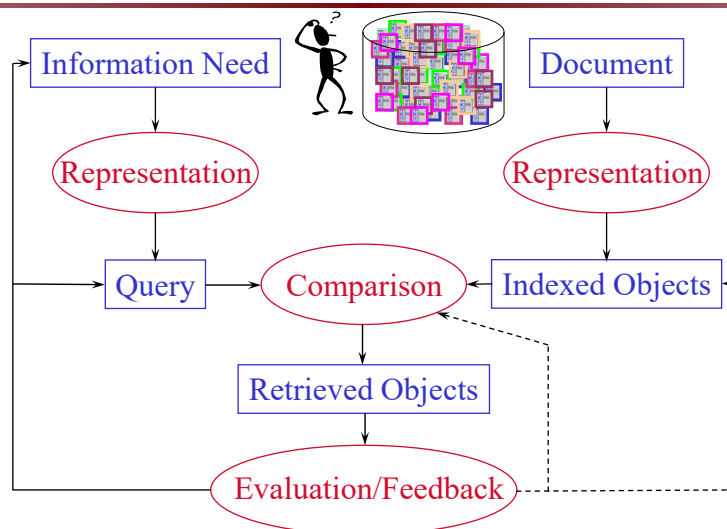 ?
Information Need
Document
Representation
Representation
Query
Comparison
Indexed Objects
Retrieved Objects
Evaluation/Feedback